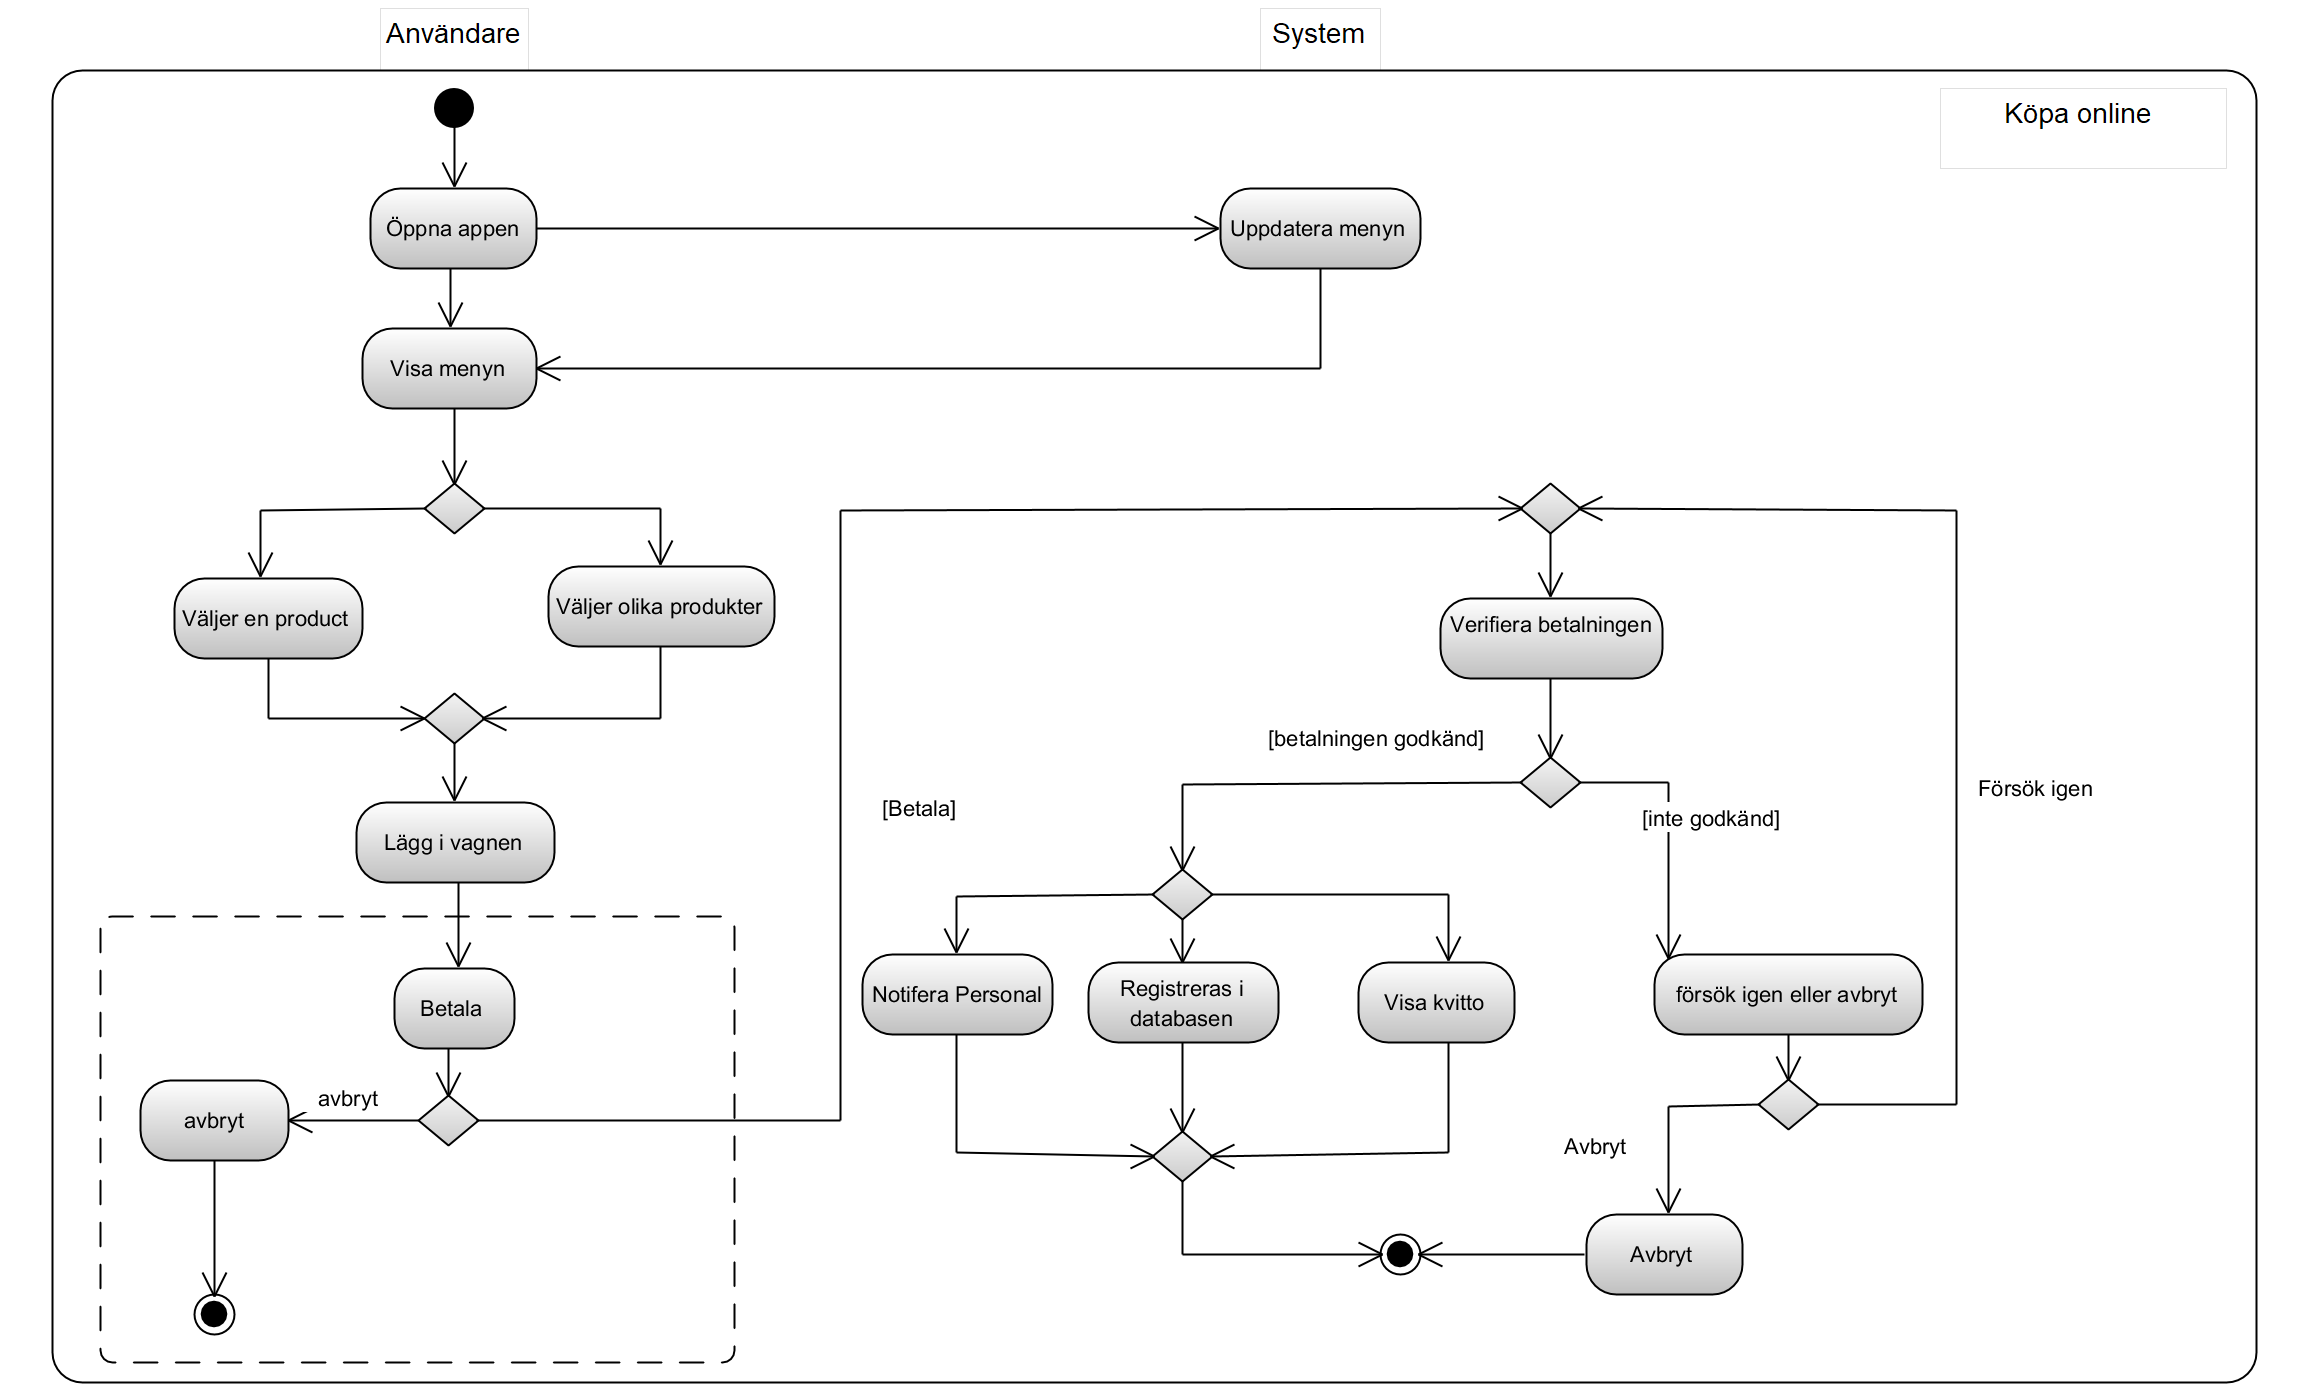 Användare
System
Köpa online
Öppna appen
Uppdatera menyn
Visa menyn
Väljer en product
Väljer olika produkter
Verifiera betalningen
[betalningen godkänd]
Försök igen
[Betala]
[inte godkänd]
Lägg i vagnen
Betala
Notifera Personal
Registreras i
databasen
Visa kvitto
försök igen eller avbryt
avbryt
avbryt
Avbryt
Avbryt